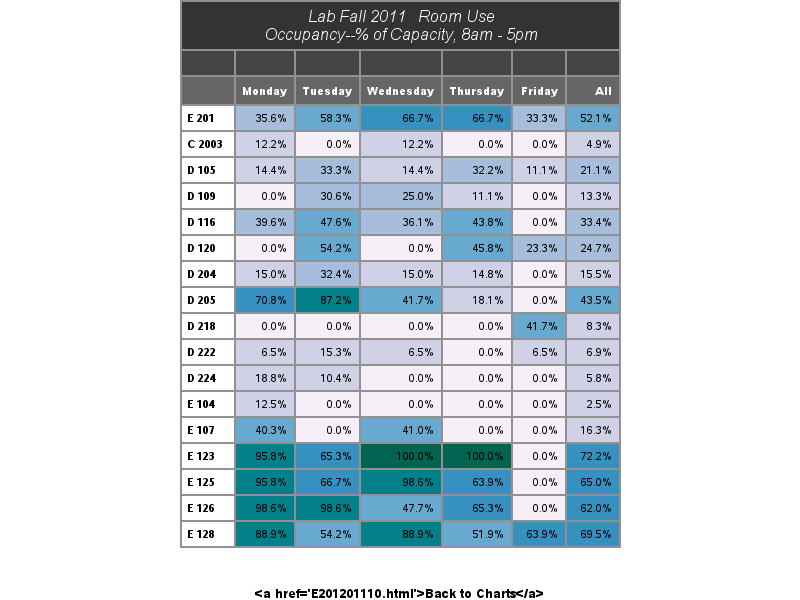 Lab Fall 2011 Room Use
Occupancy--% of Capacity, 8am - 5pm
Monday Tuesday Wednesday Thursday Friday All
E 201 35.6% 58.3% 66.7% 66.7% 33.3% 52.1%
C 2003 12.2% 0.0% 12.2% 0.0% 0.0% 4.9%
D 105 14.4% 33.3% 14.4% 32.2% 11.1% 21.1%
D 109 0.0% 30.6% 25.0% 11.1% 0.0% 13.3%
D 116 39.6% 47.6% 36.1% 43.8% 0.0% 33.4%
D 120 0.0% 54.2% 0.0% 45.8% 23.3% 24.7%
D 204 15.0% 32.4% 15.0% 14.8% 0.0% 15.5%
D 205 70.8% 87.2% 41.7% 18.1% 0.0% 43.5%
D 218 0.0% 0.0% 0.0% 0.0% 41.7% 8.3%
D 222 6.5% 15.3% 6.5% 0.0% 6.5% 6.9%
D 224 18.8% 10.4% 0.0% 0.0% 0.0% 5.8%
E 104 12.5% 0.0% 0.0% 0.0% 0.0% 2.5%
E 107 40.3% 0.0% 41.0% 0.0% 0.0% 16.3%
E 123 95.8% 65.3% 100.0% 100.0% 0.0% 72.2%
E 125 95.8% 66.7% 98.6% 63.9% 0.0% 65.0%
E 126 98.6% 98.6% 47.7% 65.3% 0.0% 62.0%
E 128 88.9% 54.2% 88.9% 51.9% 63.9% 69.5%
<a href='E201201110.html'>Back to Charts</a>